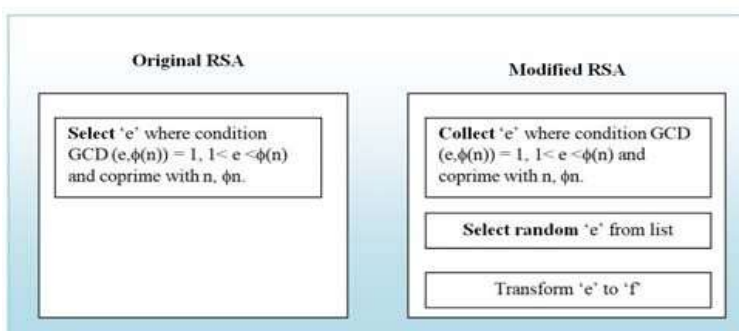 Original RSA
Select ‘e’ where condition
GCD (e,ϕ(n)) = 1, 1< e <ϕ(n)
and coprime with n, ϕn.
Modified RSA
Collect ‘e’ where condition GCD
(e,ϕ(n)) = 1, 1< e <ϕ(n) and
coprime with n, ϕn.
Select random ‘e’ from list
Transform ‘e’ to ‘f’